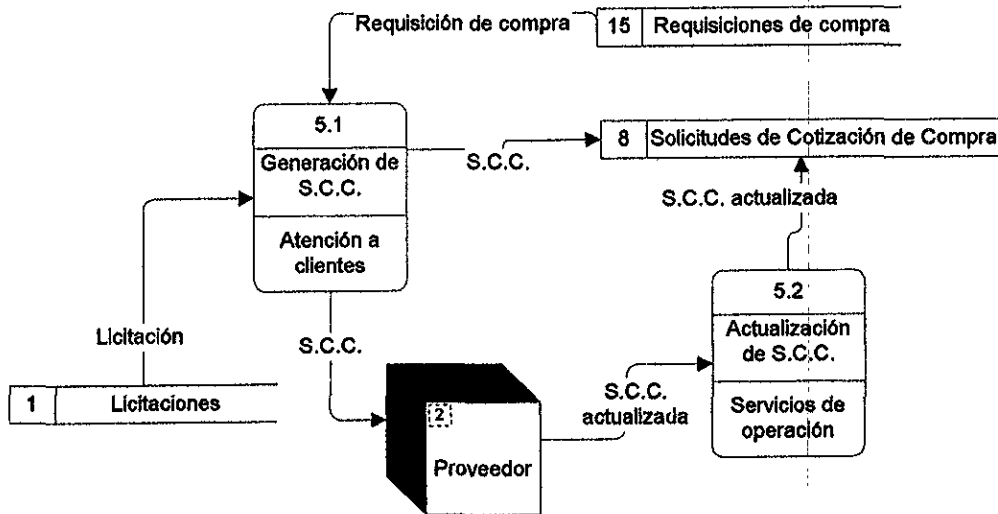 Requisición de compra
15 Requisiciones de compra
5.1
Generación de
S.C.C.
Atención a
clientes
S.C.C.
8 Solicitudes de Cotización de Compra
S.C.C. actualizada
5.2
Actualización
de S.C.C.
Servicios de
operación
Licitación
S.C.C.
1 Licitaciones
2
Proveedor
S.C.C.
actualizada